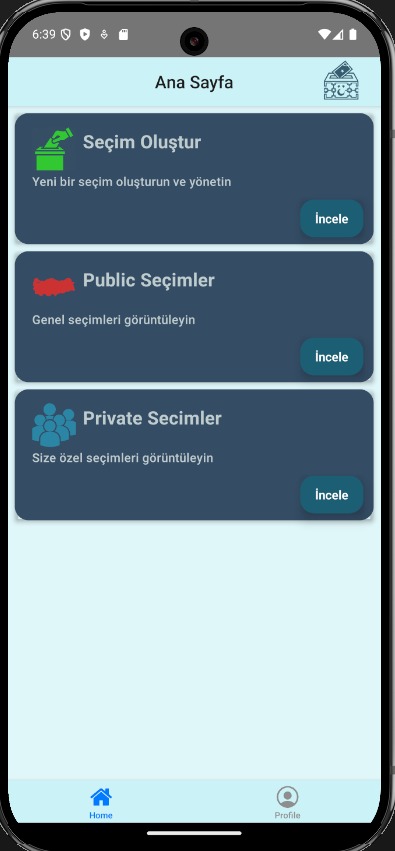 6:39
Ana Sayfa
Seçim Oluştur
Yeni bir seçim oluşturun ve yönetin
İncele
Public Seçimler
Genel seçimleri görüntüleyin
İncele
Private Secimler
Size özel seçimleri görüntüleyin
İncele
Home
Profile